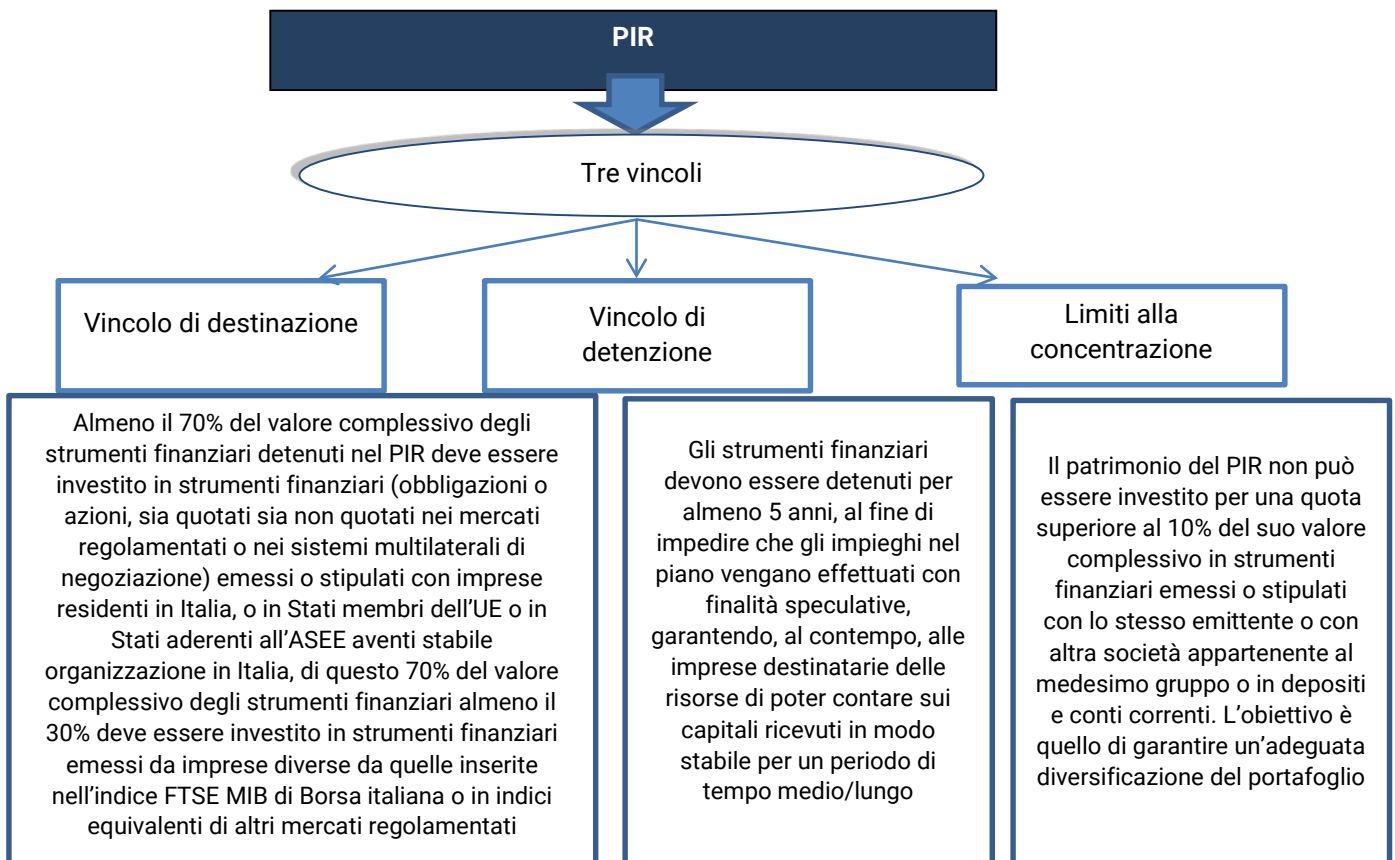 PIR
Tre vincoli
Vincolo di destinazione
Vincolo di
detenzione
Limiti alla
concentrazione
Almeno il 70% del valore complessivo degli
strumenti finanziari detenuti nel PIR deve essere
investito in strumenti finanziari (obbligazioni o
azioni, sia quotati sia non quotati nei mercati
regolamentati o nei sistemi multilaterali di
negoziazione) emessi o stipulati con imprese
residenti in Italia, o in Stati membri dell’UE o in
Stati aderenti all’ASEE aventi stabile
organizzazione in Italia, di questo 70% del valore
complessivo degli strumenti finanziari almeno il
30% deve essere investito in strumenti finanziari
emessi da imprese diverse da quelle inserite
nell’indice FTSE MIB di Borsa italiana o in indici
equivalenti di altri mercati regolamentati
Gli strumenti finanziari
devono essere detenuti per
almeno 5 anni, al fine di
impedire che gli impieghi nel
piano vengano effettuati con
finalità speculative,
garantendo, al contempo, alle
imprese destinatarie delle
risorse di poter contare sui
capitali ricevuti in modo
stabile per un periodo di
tempo medio/lungo
Il patrimonio del PIR non può
essere investito per una quota
superiore al 10% del suo valore
complessivo in strumenti
finanziari emessi o stipulati
con lo stesso emittente o con
altra società appartenente al
medesimo gruppo o in depositi
e conti correnti. L’obiettivo è
quello di garantire un’adeguata
diversificazione del portafoglio